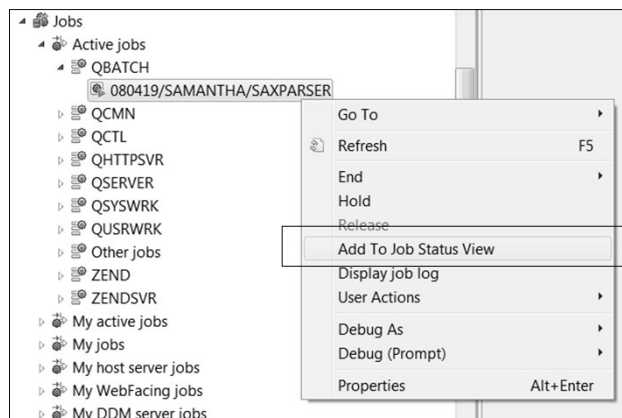 Jobs
Active jobs
QBATCH
080419/SAMANTHA/SAXPARSER
QCMN
QCTL
QHTTPSVR
QSERVER
QSYSWRK
QUSRWRK
Other jobs
ZEND
ZENDSVR
My active jobs
My jobs
My host server jobs
My WebFacing jobs
My DDM server jobs
Go To
Refresh F5
End
Hold
Release
Add To Job Status View
Display job log
User Actions
Debug As
Debug (Prompt)
Properties Alt+Enter